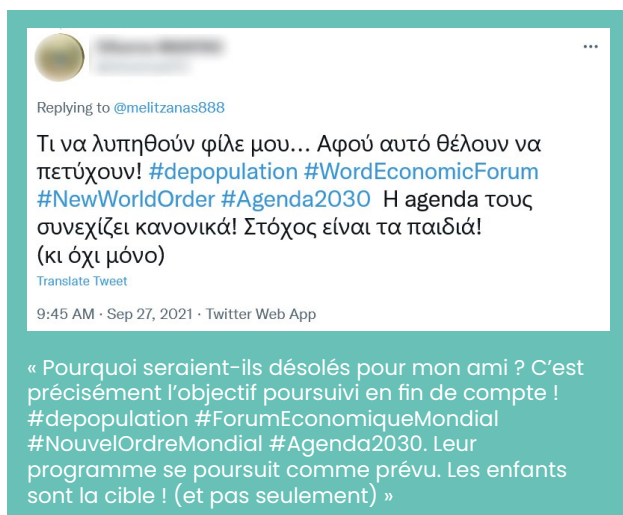 Replying to @melitzanas888
Τι να λυπηθούν φίλε μου... Αφού αυτό θέλουν να
πετύχουν! #depopulation #WordEconomicForum
#NewWorldOrder #Agenda2030 Η agenda τους
συνεχίζει κανονικά! Στόχος είναι τα παιδιά!
(κι όχι μόνο)
Translate Tweet
9:45 AM · Sep 27, 2021 · Twitter Web App
« Pourquoi seraient-ils désolés pour mon ami ? C’est
précisément l’objectif poursuivi en fin de compte !
#depopulation #ForumEconomiqueMondial
#NouvelOrdreMondial #Agenda2030. Leur
programme se poursuit comme prévu. Les enfants
sont la cible ! (et pas seulement) »